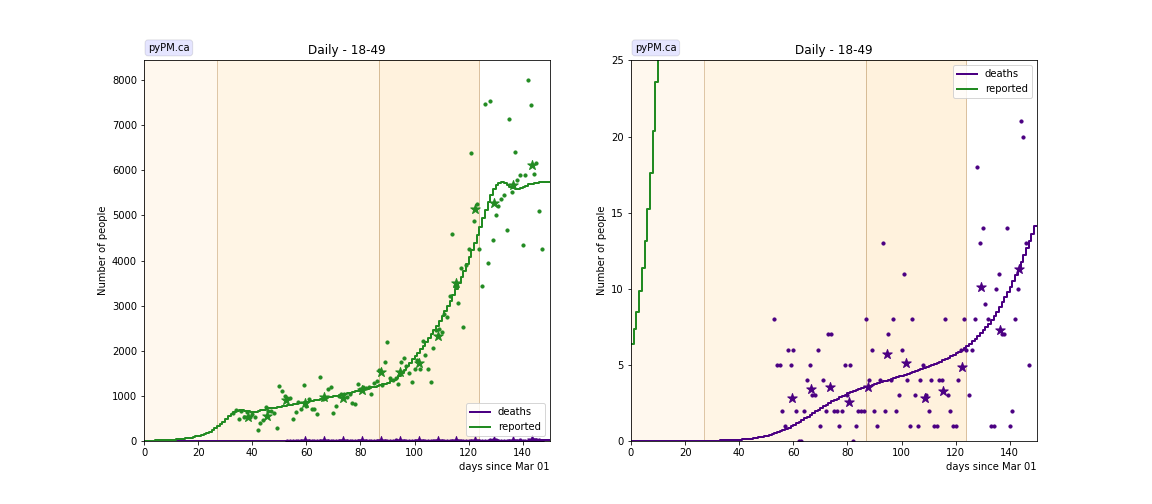 pyPM.ca
Daily - 18-49
Number of people
8000
7000
6000
5000
4000
3000
2000
1000
0
0 20 40 60 80 100 120 140
days since Mar 01
deaths
reported
pyPM.ca
Daily - 18-49
Number of people
25
20
15
10
5
0
0 20 40 60 80 100 120 140
days since Mar 01
deaths
reported